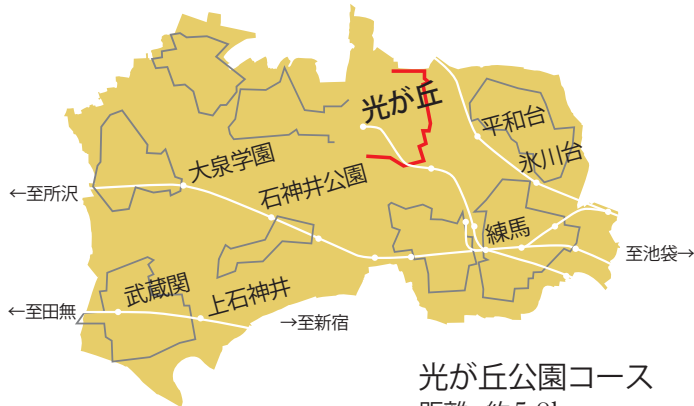 光が丘
平和台
氷川台
大泉学園
石神井公園
←至所沢
練馬
至池袋→
武蔵関
上石神井
←至田無
→至新宿
光が丘公園コース